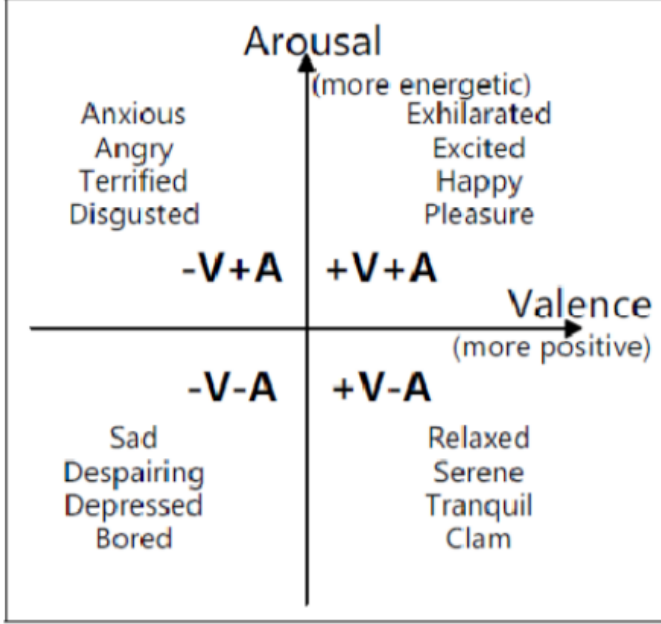 Arousal
(more energetic)
Anxious
Angry
Terrified
Disgusted
Exhilarated
Excited
Happy
Pleasure
-V+A
+V+A
Valence
(more positive)
-V-A
+V-A
Sad
Despairing
Depressed
Bored
Relaxed
Serene
Tranquil
Clam